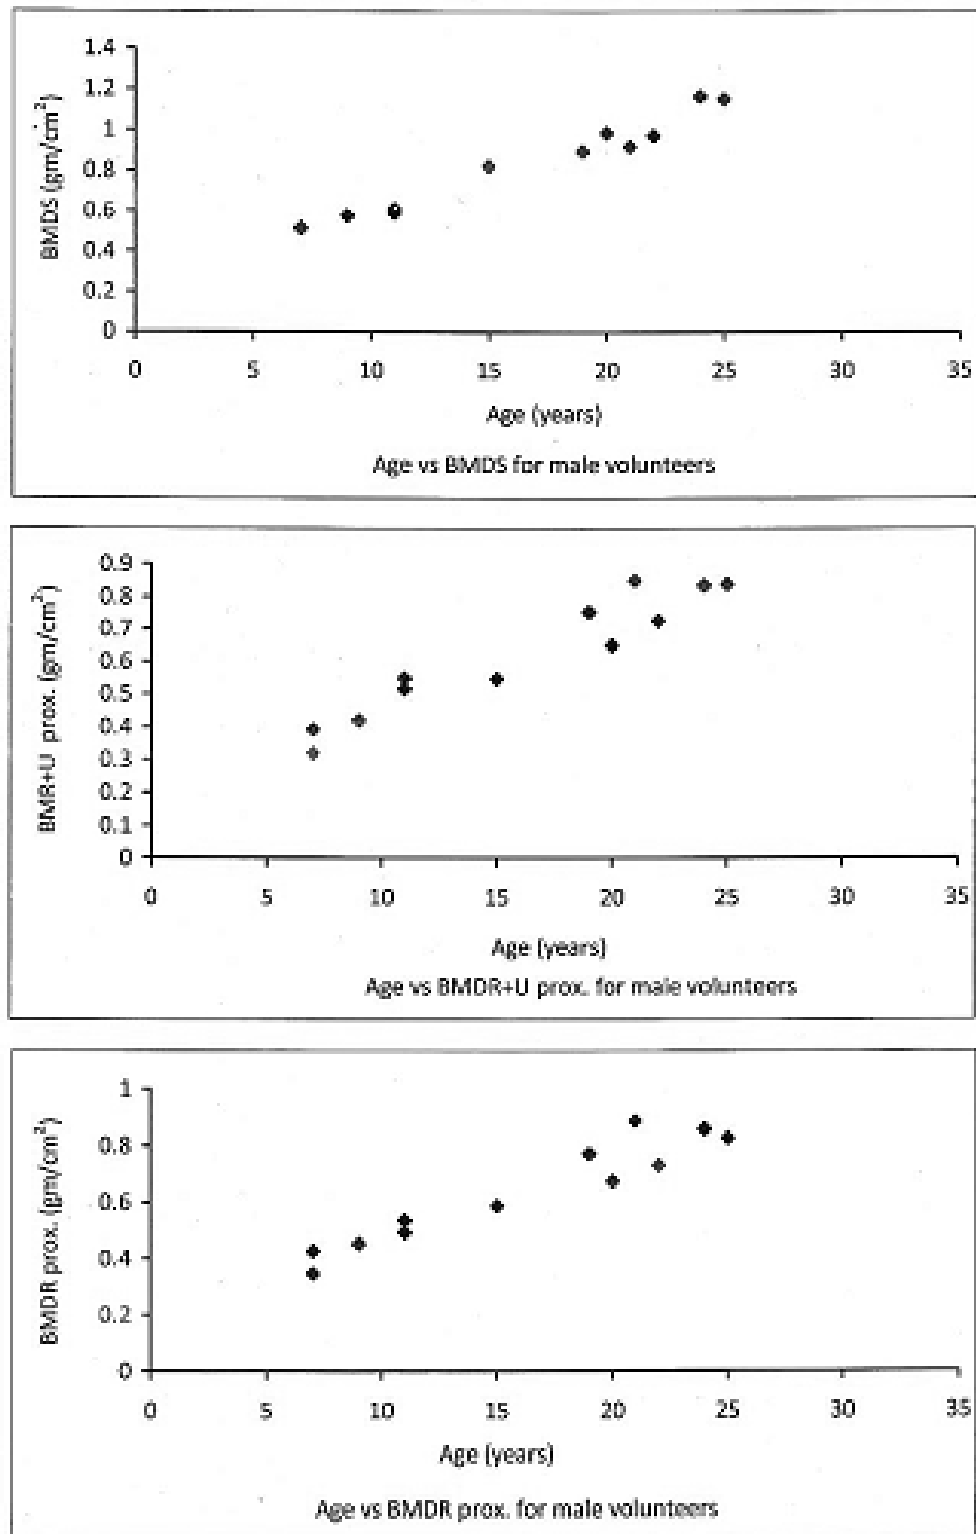 1.4
1.2
1
0.8
0.6
0.4
0.2
0
BMDS (gm/cm²)
0 5 10 15 20 25 30 35
Age (years)
Age vs BMDS for male volunteers
0.9
0.8
0.7
0.6
0.5
0.4
0.3
0.2
0.1
0
BMR+U prox. (gm/cm²)
0 5 10 15 20 25 30 35
Age (years)
Age vs BMDR+U prox. for male volunteers
1
0.8
0.6
0.4
0.2
0
BMDR prox. (gm/cm²)
0 5 10 15 20 25 30 35
Age (years)
Age vs BMDR prox. for male volunteers